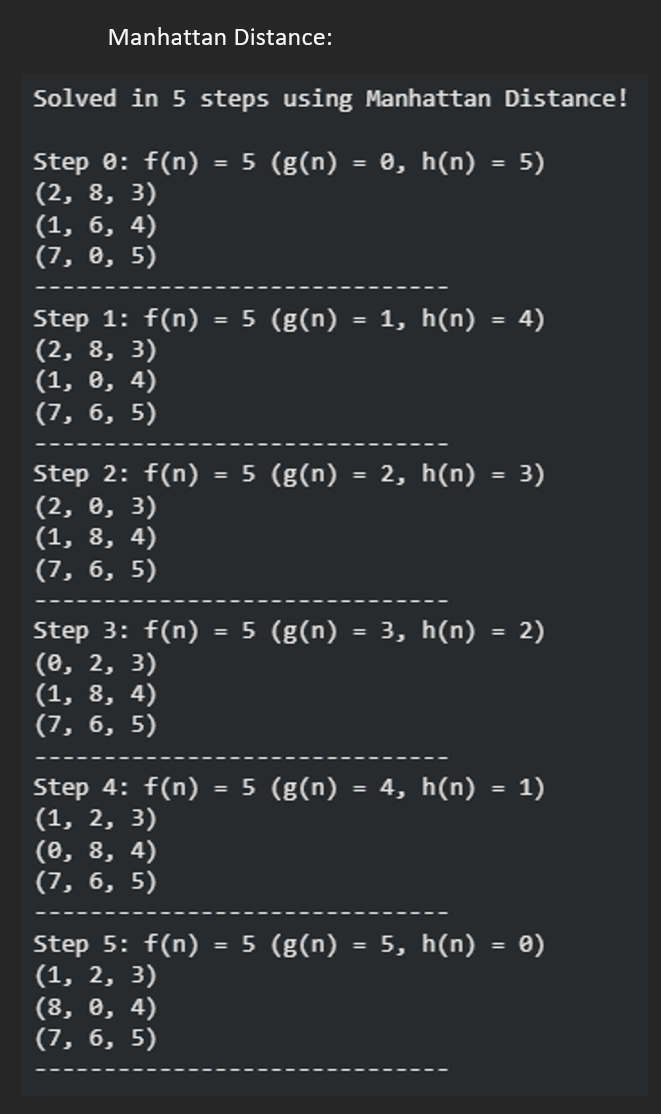 Manhattan Distance:
Solved in 5 steps using Manhattan Distance!
Step 0: f(n) = 5 (g(n) = 0, h(n) = 5)
(2, 8, 3)
(1, 6, 4)
(7, 0, 5)
------------------------------
Step 1: f(n) = 5 (g(n) = 1, h(n) = 4)
(2, 8, 3)
(1, 0, 4)
(7, 6, 5)
------------------------------
Step 2: f(n) = 5 (g(n) = 2, h(n) = 3)
(2, 0, 3)
(1, 8, 4)
(7, 6, 5)
------------------------------
Step 3: f(n) = 5 (g(n) = 3, h(n) = 2)
(0, 2, 3)
(1, 8, 4)
(7, 6, 5)
------------------------------
Step 4: f(n) = 5 (g(n) = 4, h(n) = 1)
(1, 2, 3)
(0, 8, 4)
(7, 6, 5)
------------------------------
Step 5: f(n) = 5 (g(n) = 5, h(n) = 0)
(1, 2, 3)
(8, 0, 4)
(7, 6, 5)
------------------------------